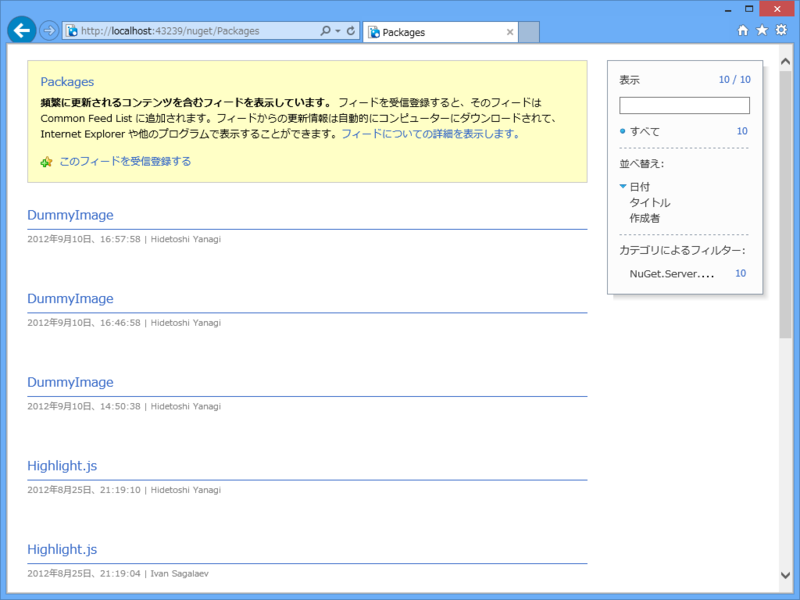 http://localhost:43239/nuget/Packages
Packages
Packages
頻繁に更新されるコンテンツを含むフィードを表示しています。 フィードを受信登録すると、そのフィードは
Common Feed List に追加されます。フィードからの更新情報は自動的にコンピューターにダウンロードされて、
Internet Explorer や他のプログラムで表示することができます。フィードについての詳細を表示します。
このフィードを受信登録する
DummyImage
2012年9月10日、16:57:58 | Hidetoshi Yanagi
DummyImage
2012年9月10日、16:46:58 | Hidetoshi Yanagi
DummyImage
2012年9月10日、14:50:38 | Hidetoshi Yanagi
Highlight.js
2012年8月25日、21:19:10 | Hidetoshi Yanagi
Highlight.js
2012年8月25日、21:19:04 | Ivan Sagalaev
表示 10 / 10
すべて 10
並べ替え:
日付
タイトル
作成者
カテゴリによるフィルター:
NuGet.Server.... 10